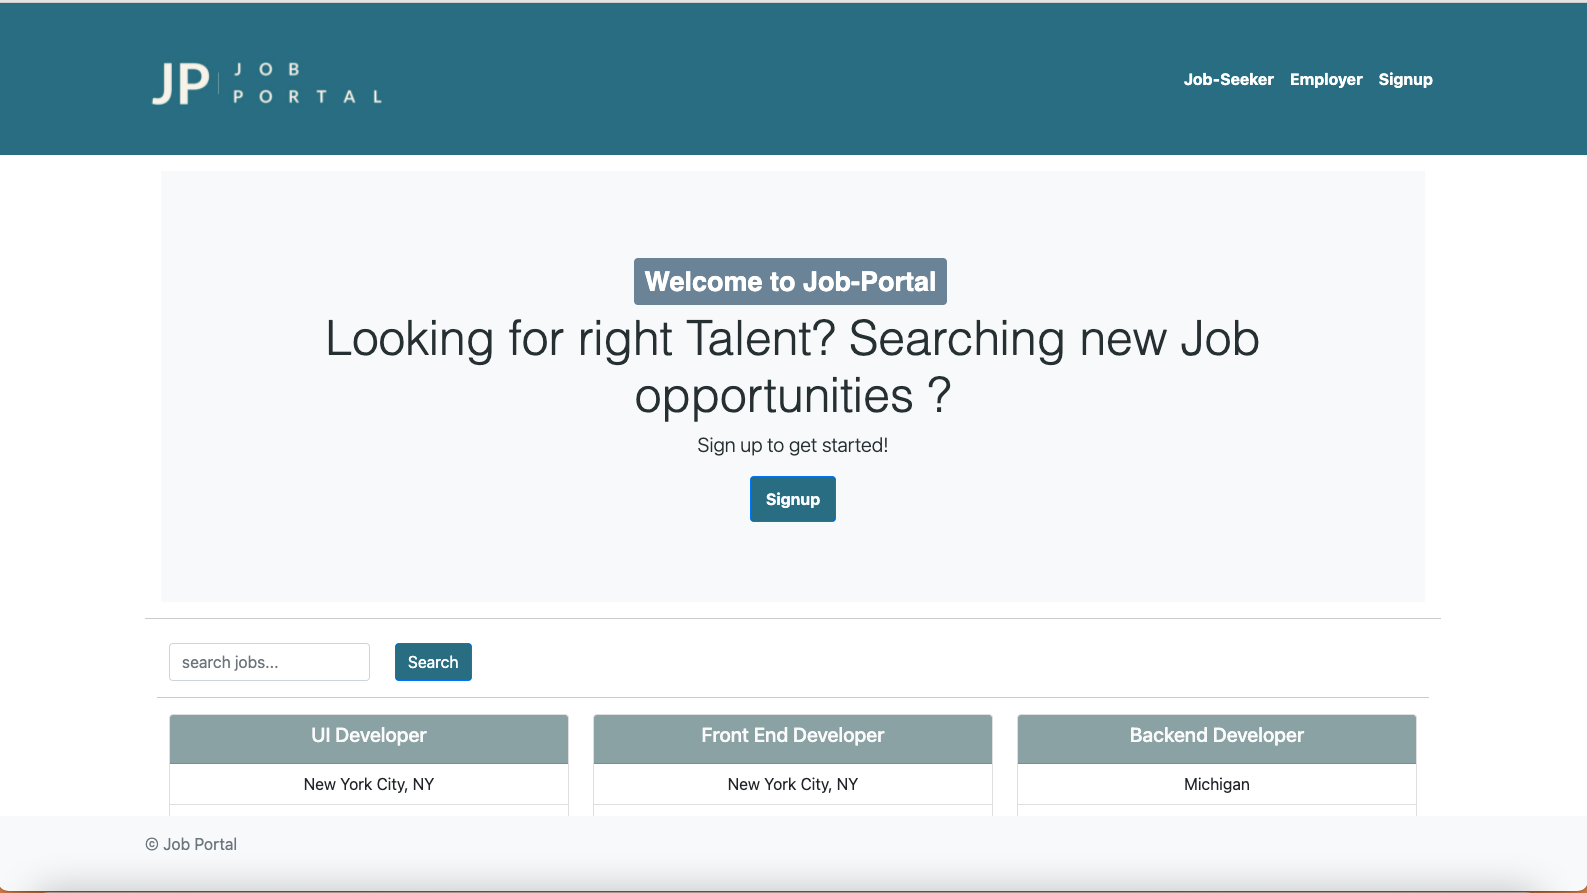 JP | JOB
PORTAL
Job-Seeker Employer Signup
Welcome to Job-Portal
Looking for right Talent? Searching new Job
opportunities ?
Sign up to get started!
Signup
search jobs...
Search
UI Developer
New York City, NY
Front End Developer
New York City, NY
Backend Developer
Michigan
© Job Portal